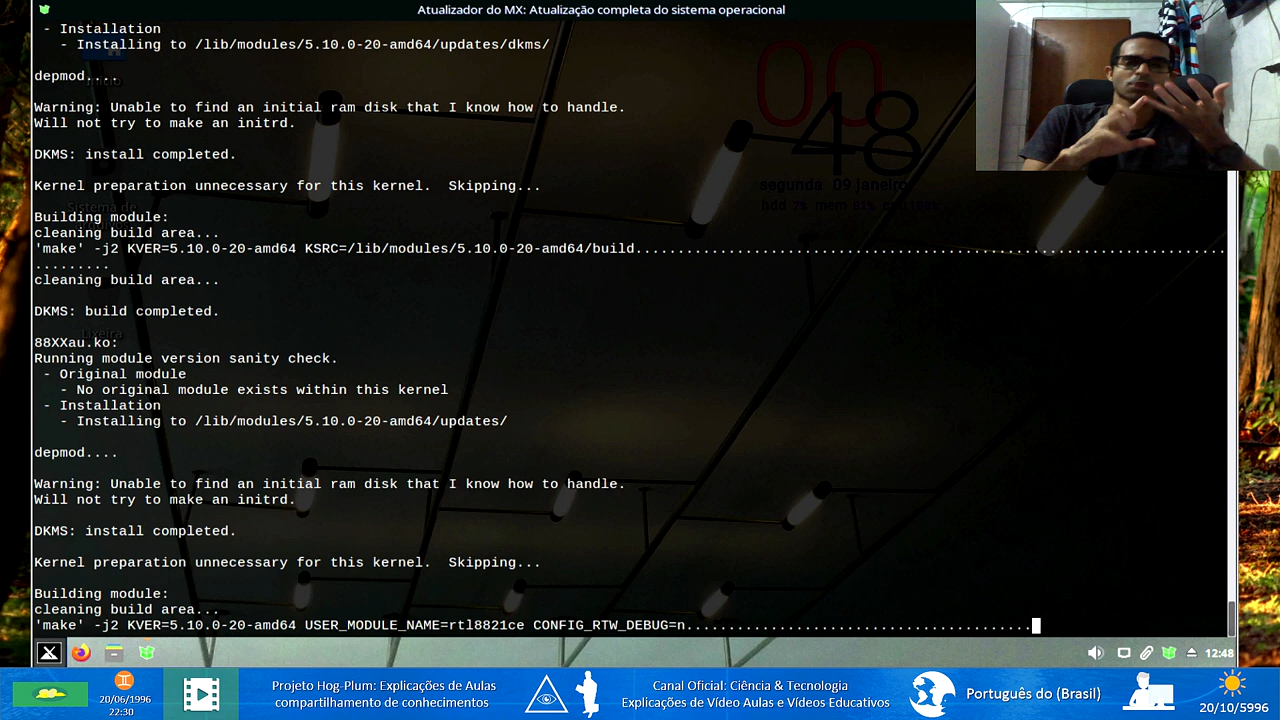 Atualizador do MX: Atualização completa do sistema operacional
- Installation
- Installing to /lib/modules/5.10.0-20-amd64/updates/dkms/
depmod....
Início
Warning: Unable to find an initial ram disk that I know how to handle.
Will not try to make an initrd.
00
48
DKMS: install completed.
segunda 09 janeiro
Kernel preparation unnecessary for this kernel.  Skipping...
hdd 7% mem 81%
Sistema de
Building module:
cleaning build area...
'make' -j2 KVER=5.10.0-20-amd64 KSRC=/lib/modules/5.10.0-20-amd64/build......................................................................
.........
cleaning build area...
DKMS: build completed.
Lixeira
88XXau.ko:
Running module version sanity check.
- Original module
- No original module exists within this kernel
- Installation
- Installing to /lib/modules/5.10.0-20-amd64/updates/
depmod....
Warning: Unable to find an initial ram disk that I know how to handle.
Will not try to make an initrd.
DKMS: install completed.
Kernel preparation unnecessary for this kernel.  Skipping...
Building module:
cleaning build area...
'make' -j2 KVER=5.10.0-20-amd64 USER_MODULE_NAME=rtl8821ce CONFIG_RTW_DEBUG=n.........................................
12:48
20/06/1996
22:30
Projeto Hog-Plum: Explicações de Aulas
compartilhamento de conhecimentos
Canal Oficial: Ciência & Tecnologia
Explicações de Vídeo Aulas e Vídeos Educativos
Português do (Brasil)
20/10/5996